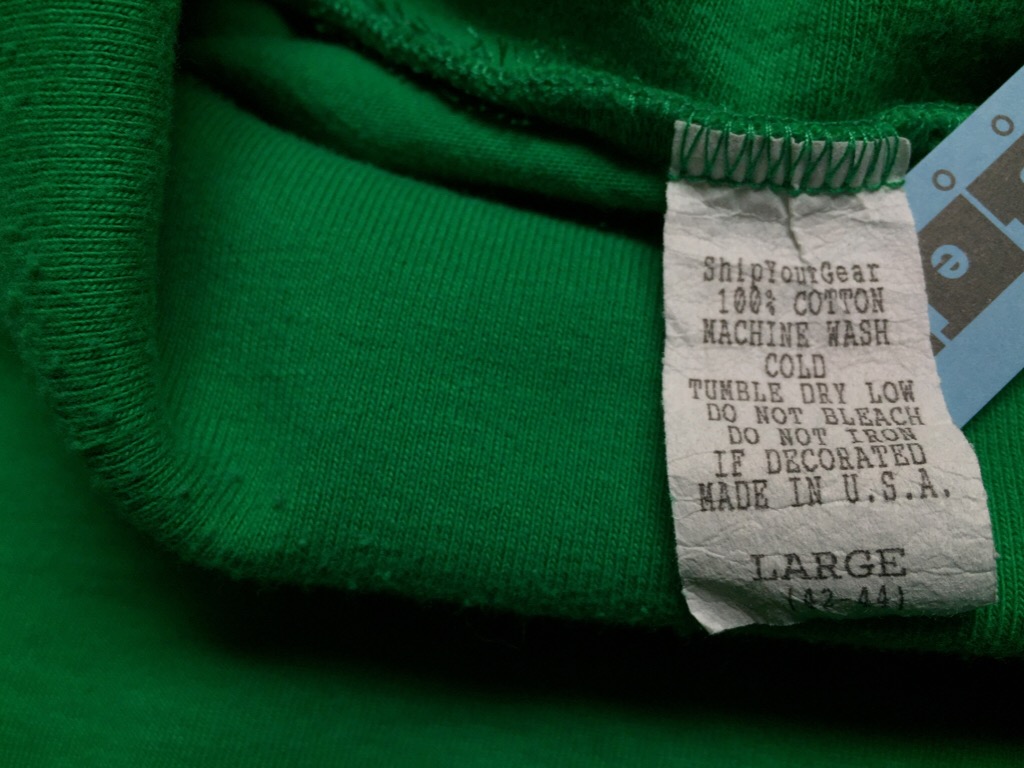 ShipYourGear
100% COTTON
MACHINE WASH
COLD
TUMBLE DRY LOW
DO NOT BLEACH
DO NOT IRON
IF DECORATED
MADE IN U.S.A.
LARGE
(42-44)
e